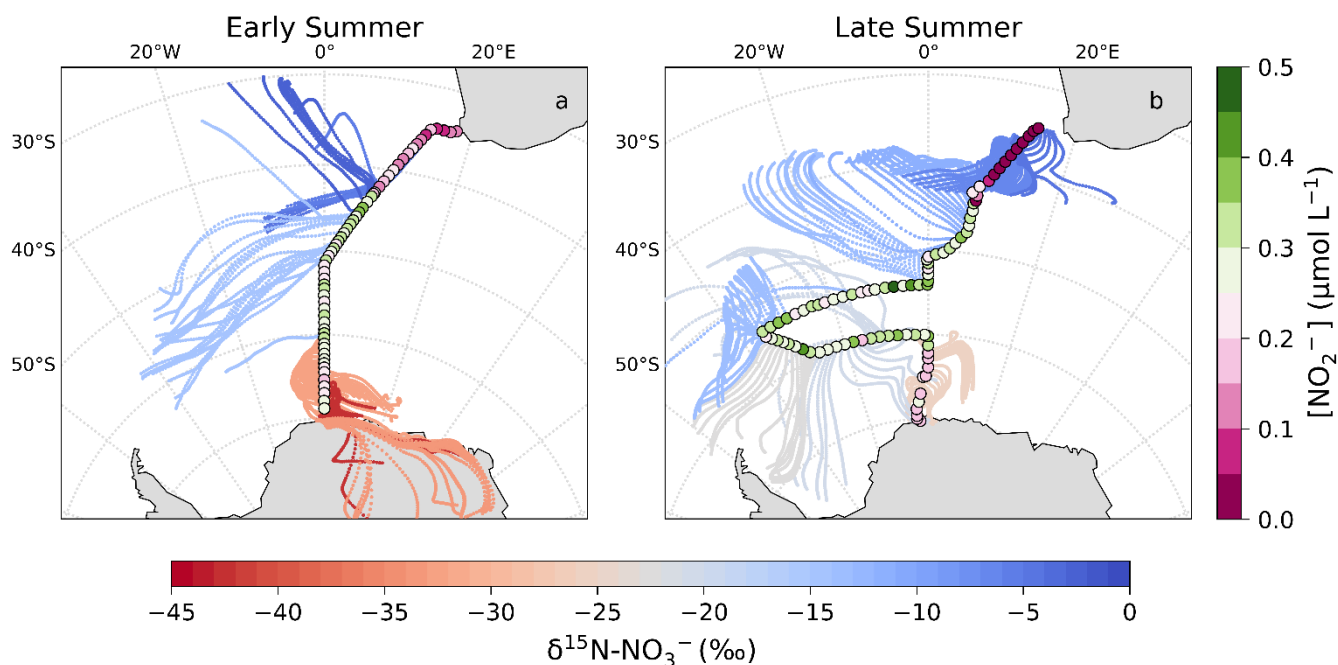 Early Summer
Late Summer
20°W 0° 20°E
20°W 0° 20°E
a
b
30°S
40°S
50°S
30°S
40°S
50°S
0.5
0.4
0.3
0.2
0.1
0.0
[NO₂⁻] (µmol L⁻¹)
−45 −40 −35 −30 −25 −20 −15 −10 −5 0
δ¹⁵N-NO₃⁻ (‰)